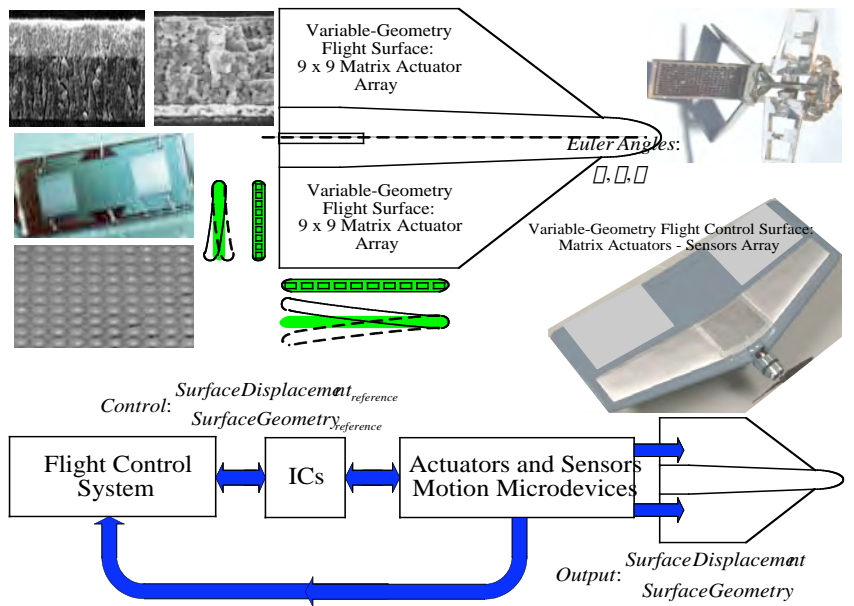 Variable-Geometry
Flight Surface:
9 x 9 Matrix Actuator
Array
Euler Angles:
▯, ▯, ▯
Variable-Geometry
Flight Surface:
9 x 9 Matrix Actuator
Array
Variable-Geometry Flight Control Surface:
Matrix Actuators - Sensors Array
Control: SurfaceDisplacement reference
SurfaceGeometry reference
Flight Control
System
ICs
Actuators and Sensors
Motion Microdevices
Output: SurfaceDisplacement
SurfaceGeometry